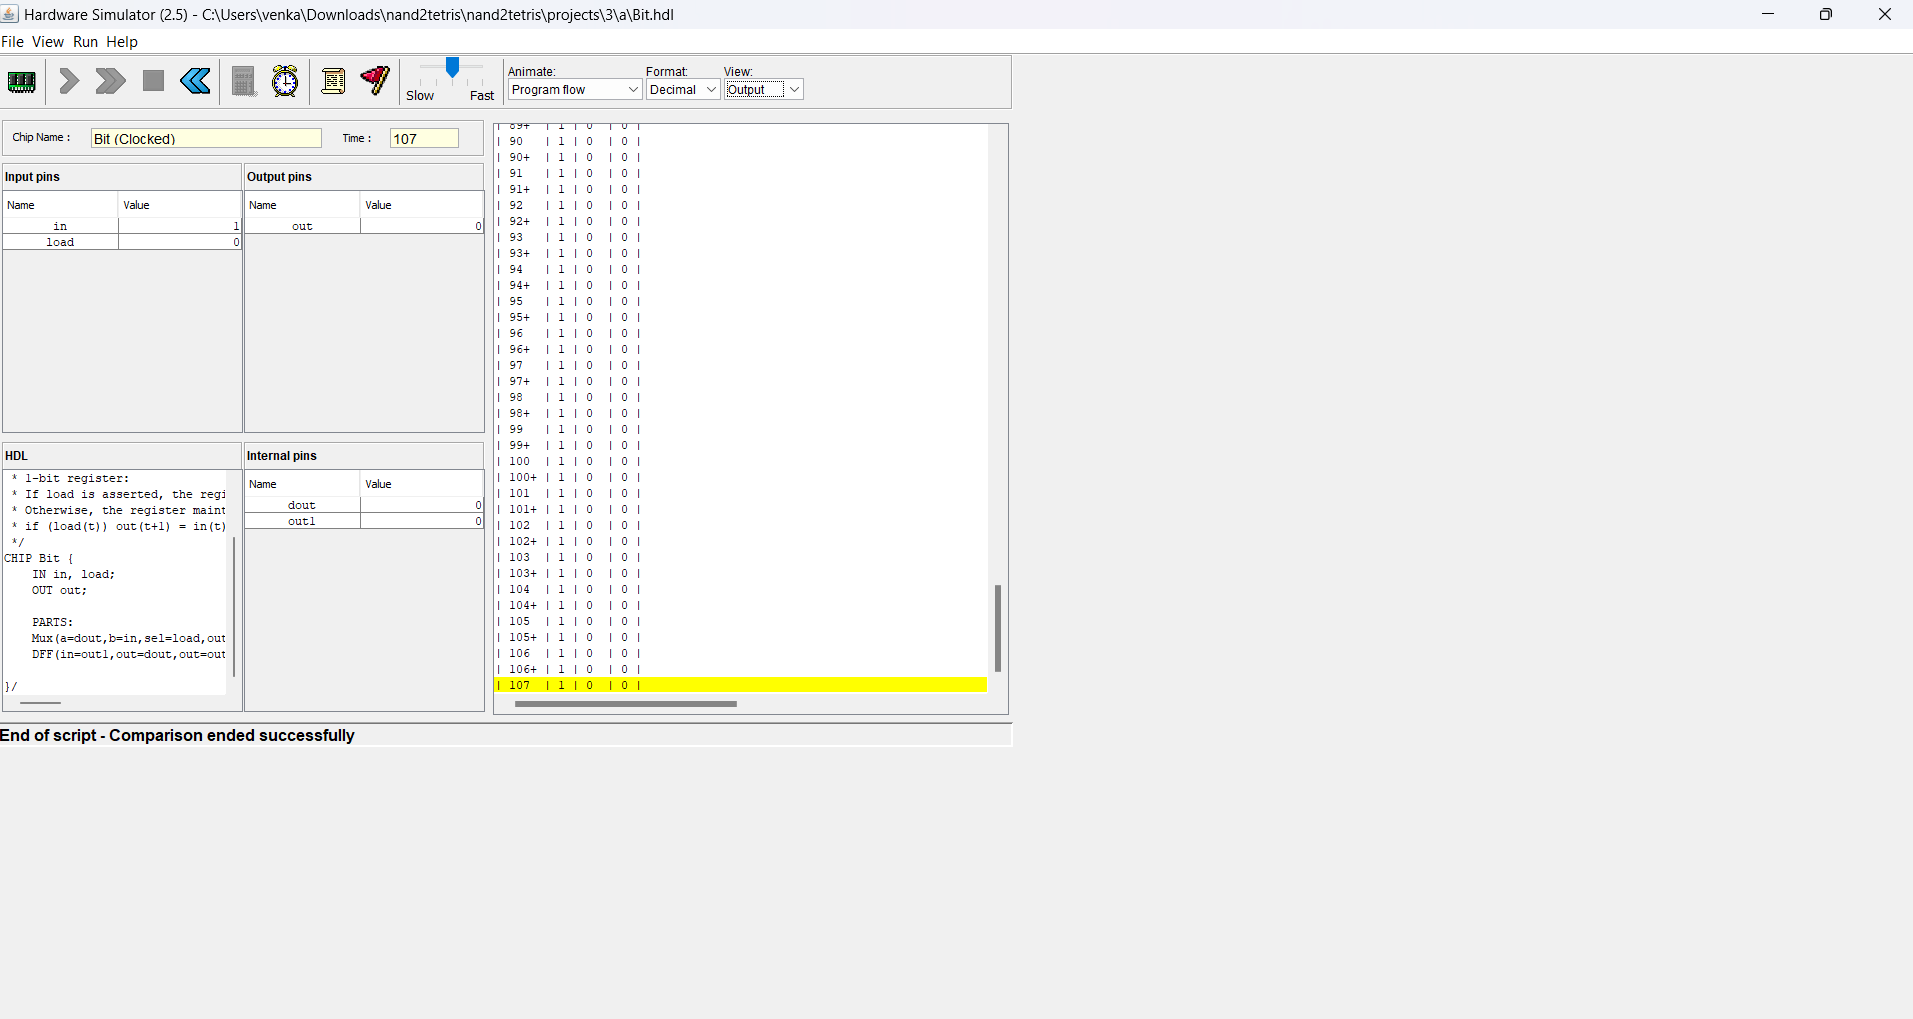 Hardware Simulator (2.5) - C:\Users\venka\Downloads\nand2tetris\nand2tetris\projects\3\a\Bit.hdl
File View Run Help
Slow Fast
Animate:
Program flow
Format:
Decimal
View:
Output
Chip Name :
Bit (Clocked)
Time :
107
Input pins
Name Value
in 1
load 0
Output pins
Name Value
out 0
HDL
* 1-bit register:
* If load is asserted, the regi
* Otherwise, the register maint
* if (load(t)) out(t+1) = in(t)
*/
CHIP Bit {
IN in, load;
OUT out;
PARTS:
Mux(a=dout,b=in,sel=load,out
DFF(in=out1,out=dout,out=out
}/
Internal pins
Name Value
dout 0
out1 0
| 89+ | 1 | 0 | 0 |
| 90 | 1 | 0 | 0 |
| 90+ | 1 | 0 | 0 |
| 91 | 1 | 0 | 0 |
| 91+ | 1 | 0 | 0 |
| 92 | 1 | 0 | 0 |
| 92+ | 1 | 0 | 0 |
| 93 | 1 | 0 | 0 |
| 93+ | 1 | 0 | 0 |
| 94 | 1 | 0 | 0 |
| 94+ | 1 | 0 | 0 |
| 95 | 1 | 0 | 0 |
| 95+ | 1 | 0 | 0 |
| 96 | 1 | 0 | 0 |
| 96+ | 1 | 0 | 0 |
| 97 | 1 | 0 | 0 |
| 97+ | 1 | 0 | 0 |
| 98 | 1 | 0 | 0 |
| 98+ | 1 | 0 | 0 |
| 99 | 1 | 0 | 0 |
| 99+ | 1 | 0 | 0 |
| 100 | 1 | 0 | 0 |
| 100+ | 1 | 0 | 0 |
| 101 | 1 | 0 | 0 |
| 101+ | 1 | 0 | 0 |
| 102 | 1 | 0 | 0 |
| 102+ | 1 | 0 | 0 |
| 103 | 1 | 0 | 0 |
| 103+ | 1 | 0 | 0 |
| 104 | 1 | 0 | 0 |
| 104+ | 1 | 0 | 0 |
| 105 | 1 | 0 | 0 |
| 105+ | 1 | 0 | 0 |
| 106 | 1 | 0 | 0 |
| 106+ | 1 | 0 | 0 |
| 107 | 1 | 0 | 0 |
End of script - Comparison ended successfully